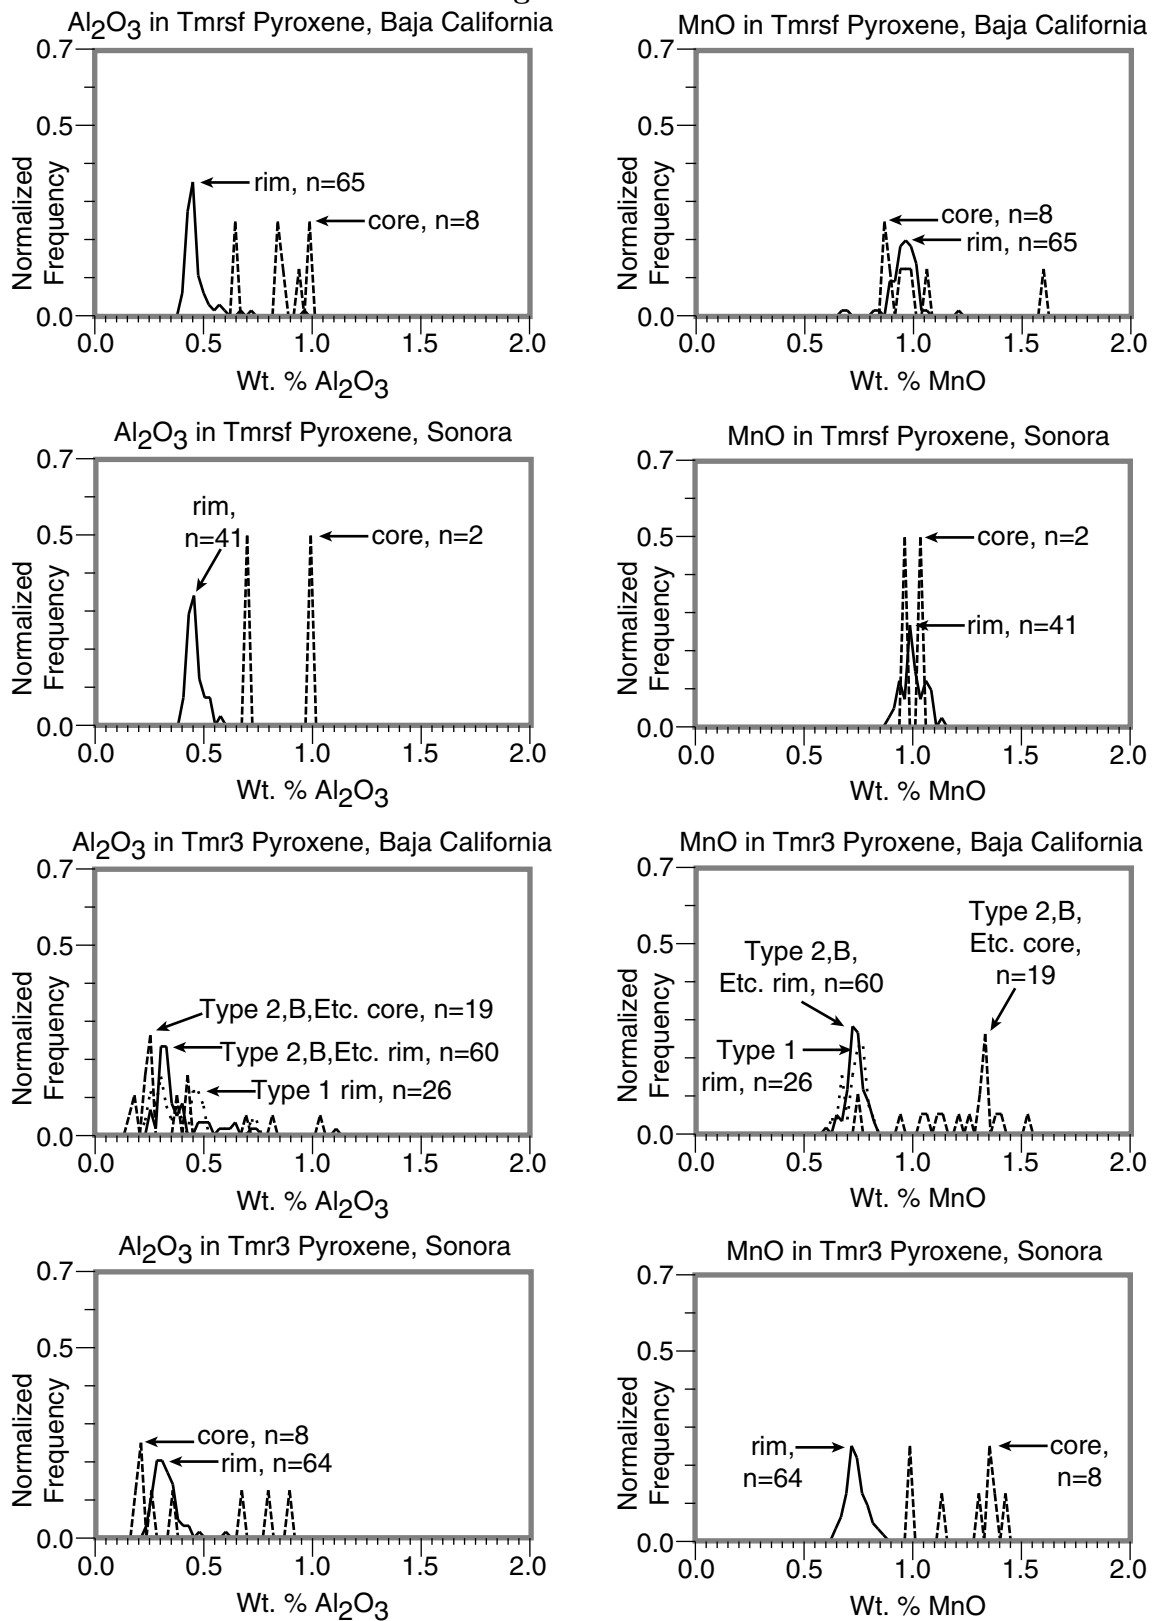 Al2O3 in Tmrsf Pyroxene, Baja California
0.7
0.5
0.0
Normalized
Frequency
rim, n=65
core, n=8
0.0 0.5 1.0 1.5 2.0
Wt. % Al2O3
MnO in Tmrsf Pyroxene, Baja California
0.7
0.5
0.0
Normalized
Frequency
core, n=8
rim, n=65
0.0 0.5 1.0 1.5 2.0
Wt. % MnO
Al2O3 in Tmrsf Pyroxene, Sonora
0.7
0.5
0.0
Normalized
Frequency
rim,
n=41
core, n=2
0.0 0.5 1.0 1.5 2.0
Wt. % Al2O3
MnO in Tmrsf Pyroxene, Sonora
0.7
0.5
0.0
Normalized
Frequency
core, n=2
rim, n=41
0.0 0.5 1.0 1.5 2.0
Wt. % MnO
Al2O3 in Tmr3 Pyroxene, Baja California
0.7
0.5
0.0
Normalized
Frequency
Type 2,B,Etc. core, n=19
Type 2,B,Etc. rim, n=60
Type 1 rim, n=26
0.0 0.5 1.0 1.5 2.0
Wt. % Al2O3
MnO in Tmr3 Pyroxene, Baja California
0.7
0.5
0.0
Normalized
Frequency
Type 2,B,
Etc. rim, n=60
Type 2,B,
Etc. core,
n=19
Type 1
rim, n=26
0.0 0.5 1.0 1.5 2.0
Wt. % MnO
Al2O3 in Tmr3 Pyroxene, Sonora
0.7
0.5
0.0
Normalized
Frequency
core, n=8
rim, n=64
0.0 0.5 1.0 1.5 2.0
Wt. % Al2O3
MnO in Tmr3 Pyroxene, Sonora
0.7
0.5
0.0
Normalized
Frequency
rim,
n=64
core,
n=8
0.0 0.5 1.0 1.5 2.0
Wt. % MnO